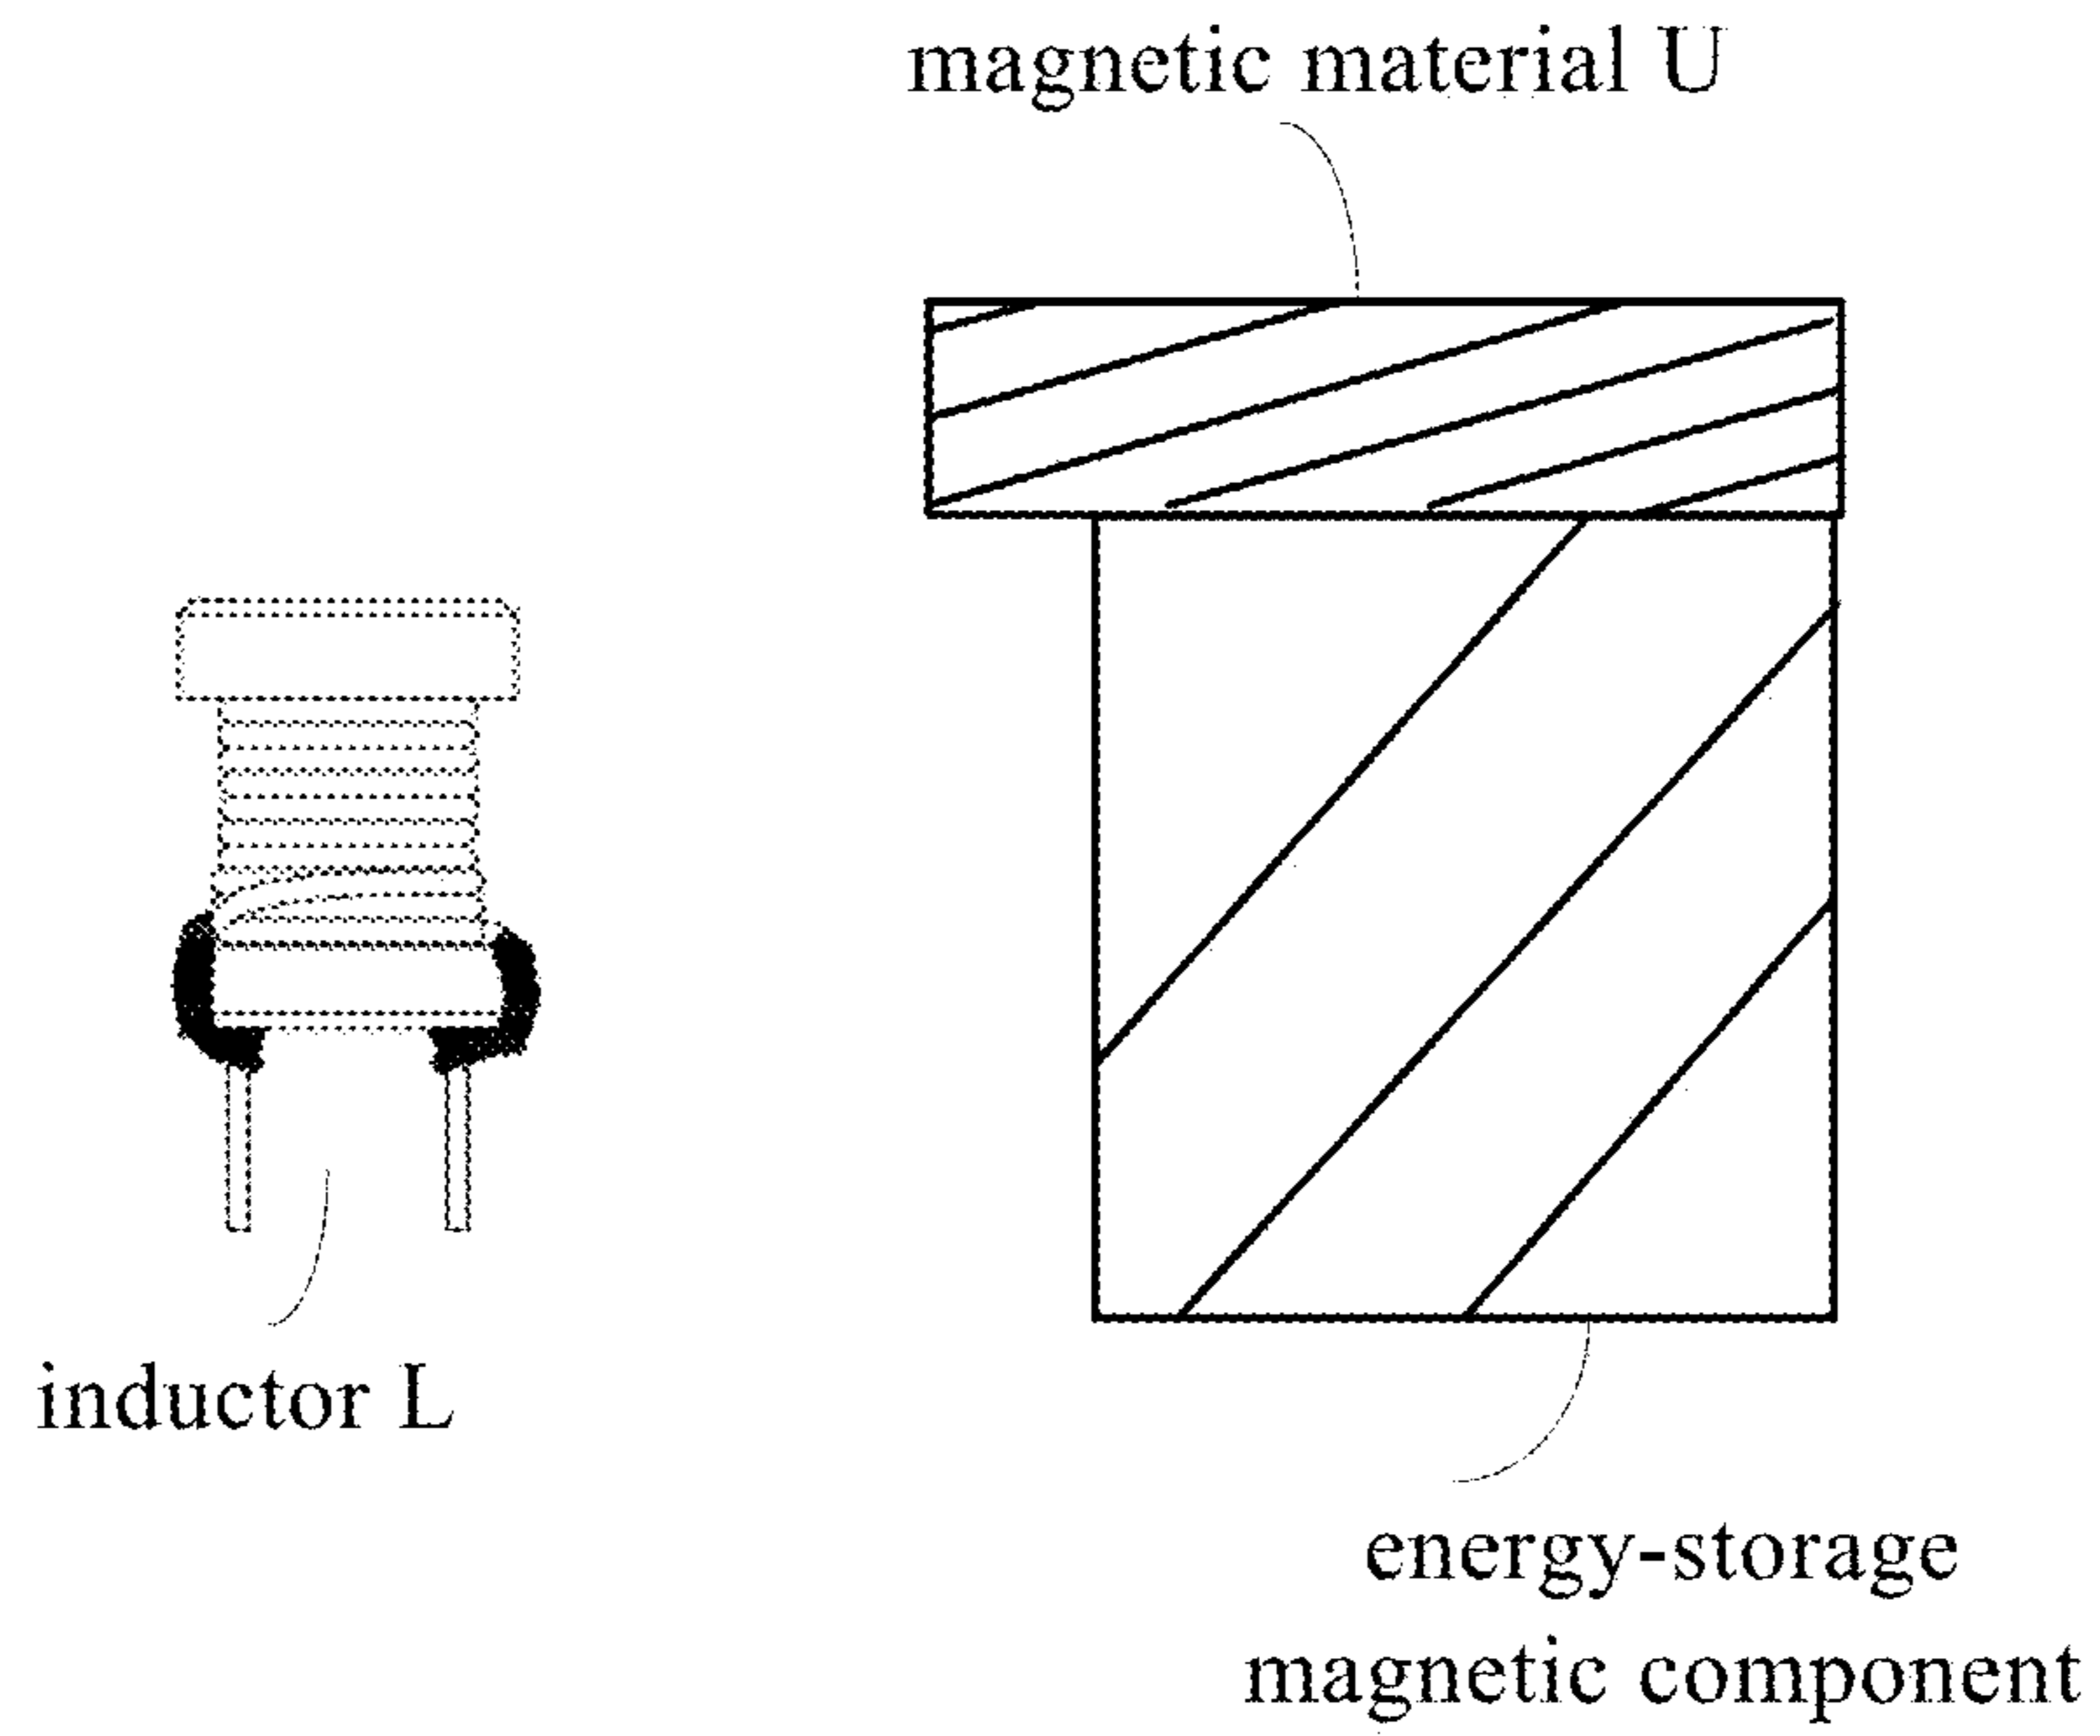 magnetic material U
inductor L
energy-storage
magnetic component